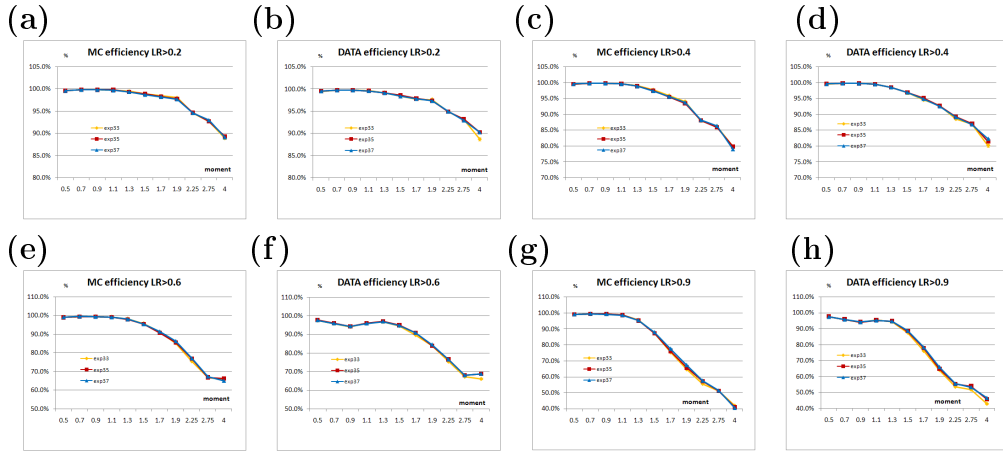 (a)
% MC efficiency LR>0.2
105.0%
100.0%
95.0%
90.0%
85.0%
80.0%
exp33
exp35
exp37
moment
0.5 0.7 0.9 1.1 1.3 1.5 1.7 1.9 2.25 2.75 4
(b)
% DATA efficiency LR>0.2
105.0%
100.0%
95.0%
90.0%
85.0%
80.0%
exp33
exp35
exp37
moment
0.5 0.7 0.9 1.1 1.3 1.5 1.7 1.9 2.25 2.75 4
(c)
% MC efficiency LR>0.4
105.0%
100.0%
95.0%
90.0%
85.0%
80.0%
75.0%
70.0%
exp33
exp35
exp37
moment
0.5 0.7 0.9 1.1 1.3 1.5 1.7 1.9 2.25 2.75 4
(d)
% DATA efficiency LR>0.4
105.0%
100.0%
95.0%
90.0%
85.0%
80.0%
75.0%
70.0%
exp33
exp35
exp37
moment
0.5 0.7 0.9 1.1 1.3 1.5 1.7 1.9 2.25 2.75 4
(e)
% MC efficiency LR>0.6
110.0%
100.0%
90.0%
80.0%
70.0%
60.0%
50.0%
exp33
exp35
exp37
moment
0.5 0.7 0.9 1.1 1.3 1.5 1.7 1.9 2.25 2.75 4
(f)
% DATA efficiency LR>0.6
110.0%
100.0%
90.0%
80.0%
70.0%
60.0%
50.0%
exp33
exp35
exp37
moment
0.5 0.7 0.9 1.1 1.3 1.5 1.7 1.9 2.25 2.75 4
(g)
% MC efficiency LR>0.9
110.0%
100.0%
90.0%
80.0%
70.0%
60.0%
50.0%
40.0%
exp33
exp35
exp37
moment
0.5 0.7 0.9 1.1 1.3 1.5 1.7 1.9 2.25 2.75 4
(h)
% DATA efficiency LR>0.9
110.0%
100.0%
90.0%
80.0%
70.0%
60.0%
50.0%
40.0%
exp33
exp35
exp37
moment
0.5 0.7 0.9 1.1 1.3 1.5 1.7 1.9 2.25 2.75 4